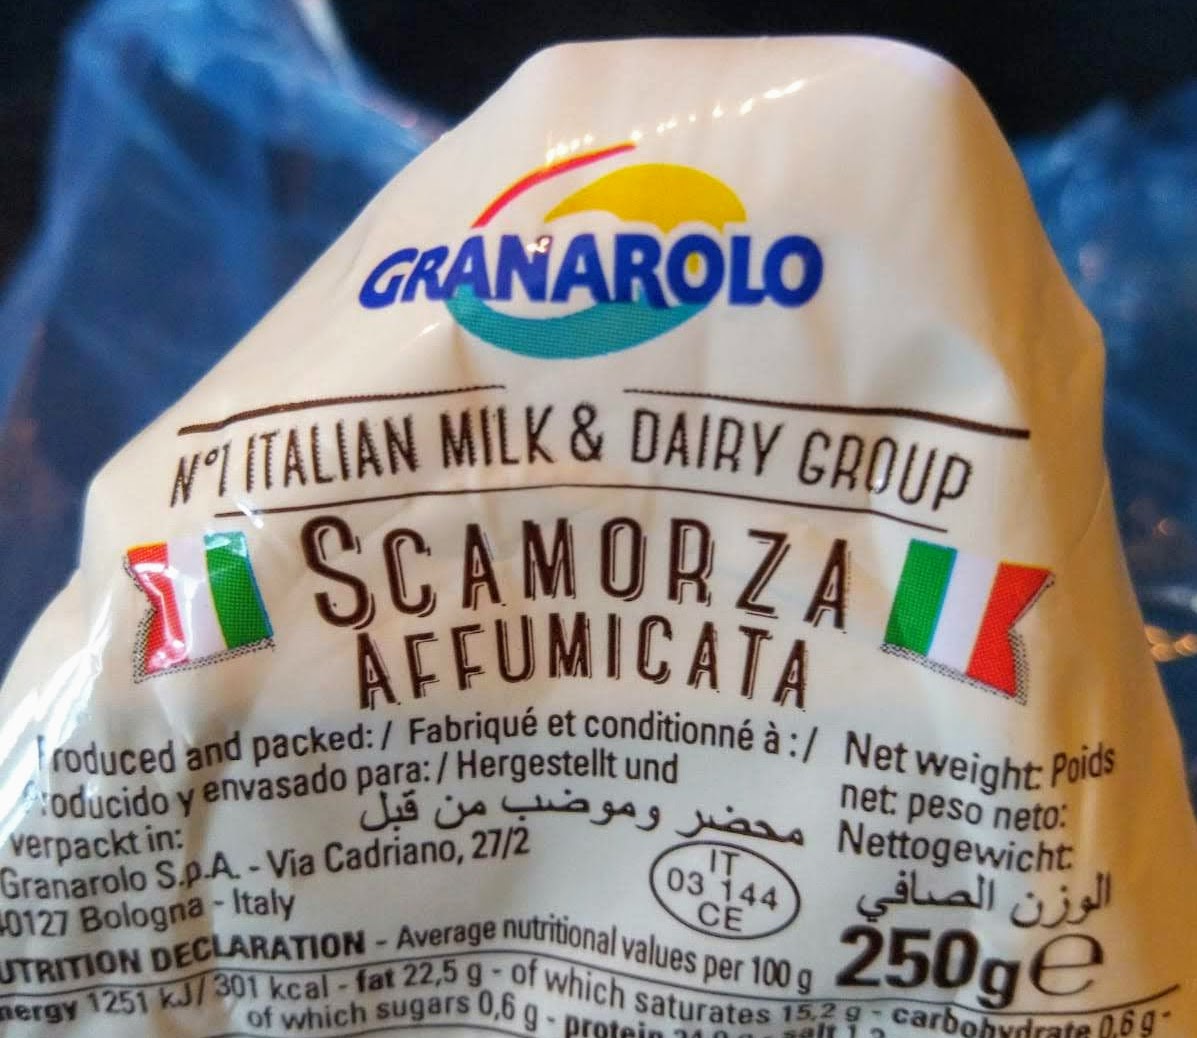 GRANAROLO
N°1 ITALIAN MILK & DAIRY GROUP
SCAMORZA
AFFUMICATA
Produced and packed: / Fabriqué et conditionné à : /
Producido y envasado para: / Hergestellt und
verpackt in:
محضر وموضب من قبل
Granarolo S.p.A. - Via Cadriano, 27/2
40127 Bologna - Italy
IT
03 144
CE
Net weight: Poids
net: peso neto:
Nettogewicht:
الوزن الصافي
250g e
NUTRITION DECLARATION - Average nutritional values per 100 g
Energy 1251 kJ/ 301 kcal - fat 22,5 g - of which saturates 15,2 g - carbohydrate 0,6 g -
of which sugars 0,6 g - protein